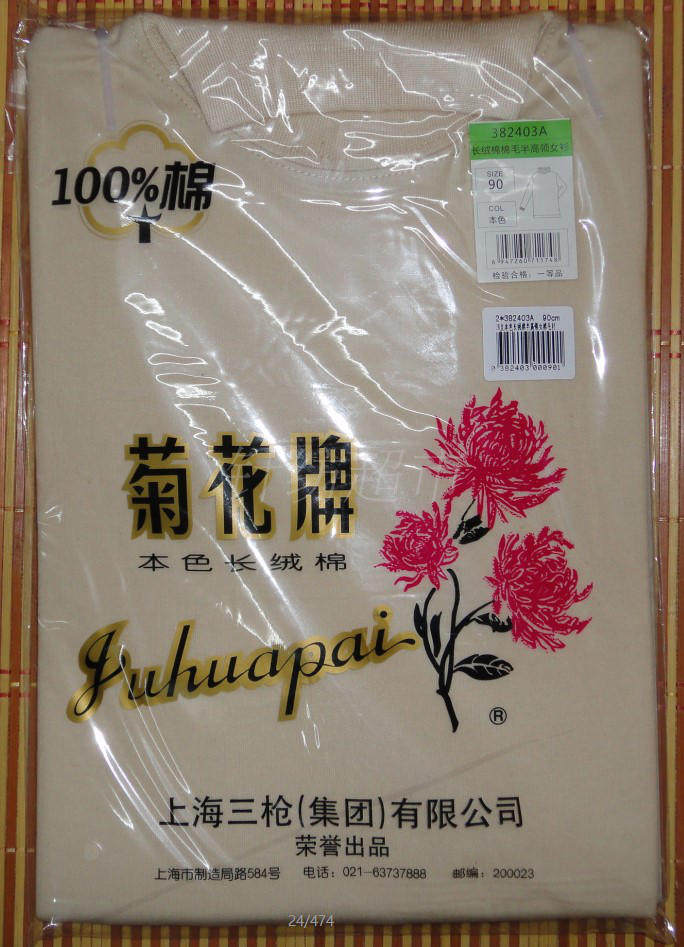 100%棉
382403A
长绒棉棉毛半高领女衫
SIZE
90
COL
本色
6947260711748
检验合格：一等品
2*382403A 90cm
0382403000901
菊花牌
本色长绒棉
Juhuapai
®
上海三枪(集团)有限公司
荣誉出品
上海市制造局路584号 电话：021-63737888 邮编：200023
24/474